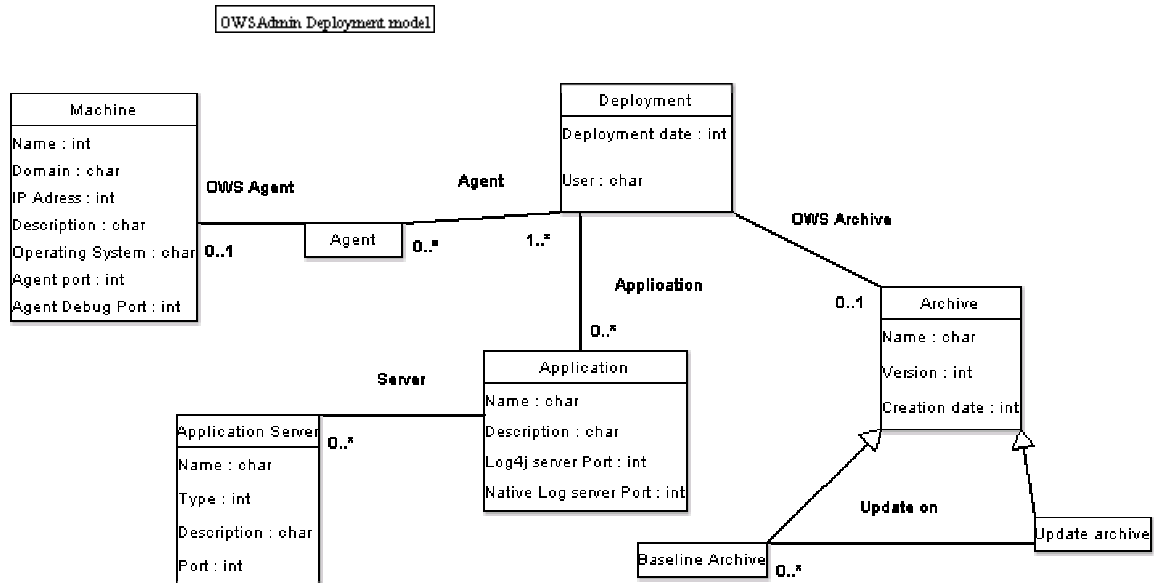 OWSAdmin Deployment model
Machine
Name : int
Domain : char
IP Adress : int
Description : char
Operating System : char
Agent port : int
Agent Debug Port : int
OWS Agent
0..1
Agent
Agent
0..*
Deployment
Deployment date : int
User : char
1..*
OWS Archive
0..1
Application
0..*
Archive
Name : char
Version : int
Creation date : int
Application
Name : char
Description : char
Log4j server Port : int
Native Log server Port : int
Server
0..*
Application Server
Name : char
Type : int
Description : char
Port : int
Update on
Baseline Archive
0..*
Update archive